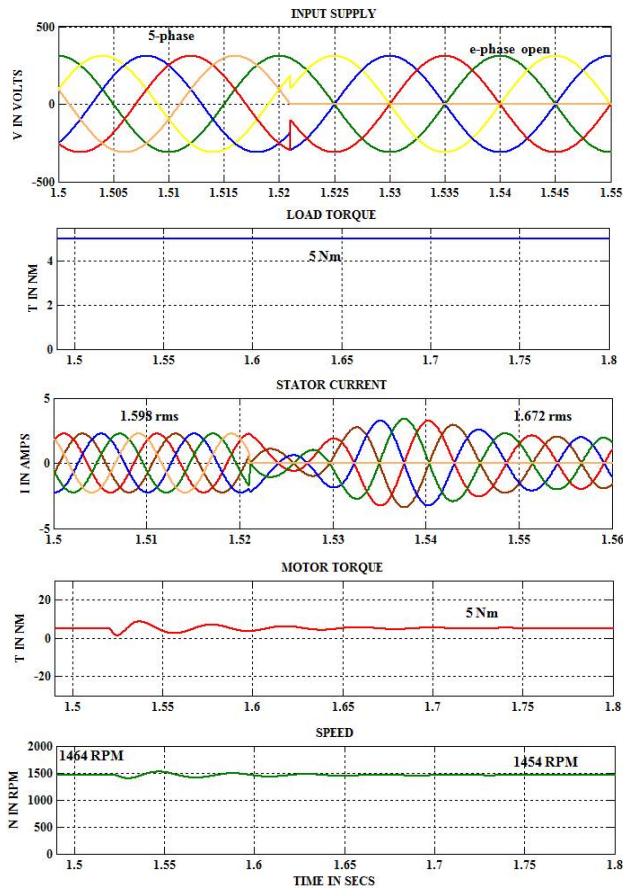 INPUT SUPPLY
500
5-phase
e-phase open
V IN VOLTS
0
-500
1.5 1.505 1.51 1.515 1.52 1.525 1.53 1.535 1.54 1.545 1.55
LOAD TORQUE
5 Nm
T IN NM
4
2
0
1.5 1.55 1.6 1.65 1.7 1.75 1.8
STATOR CURRENT
5
1.598 rms
1.672 rms
I IN AMPS
0
-5
1.5 1.51 1.52 1.53 1.54 1.55 1.56
MOTOR TORQUE
20
5 Nm
T IN NM
0
-20
1.5 1.55 1.6 1.65 1.7 1.75 1.8
SPEED
2000
1464 RPM
1454 RPM
N IN RPM
1500
1000
500
0
1.5 1.55 1.6 1.65 1.7 1.75 1.8
TIME IN SECS